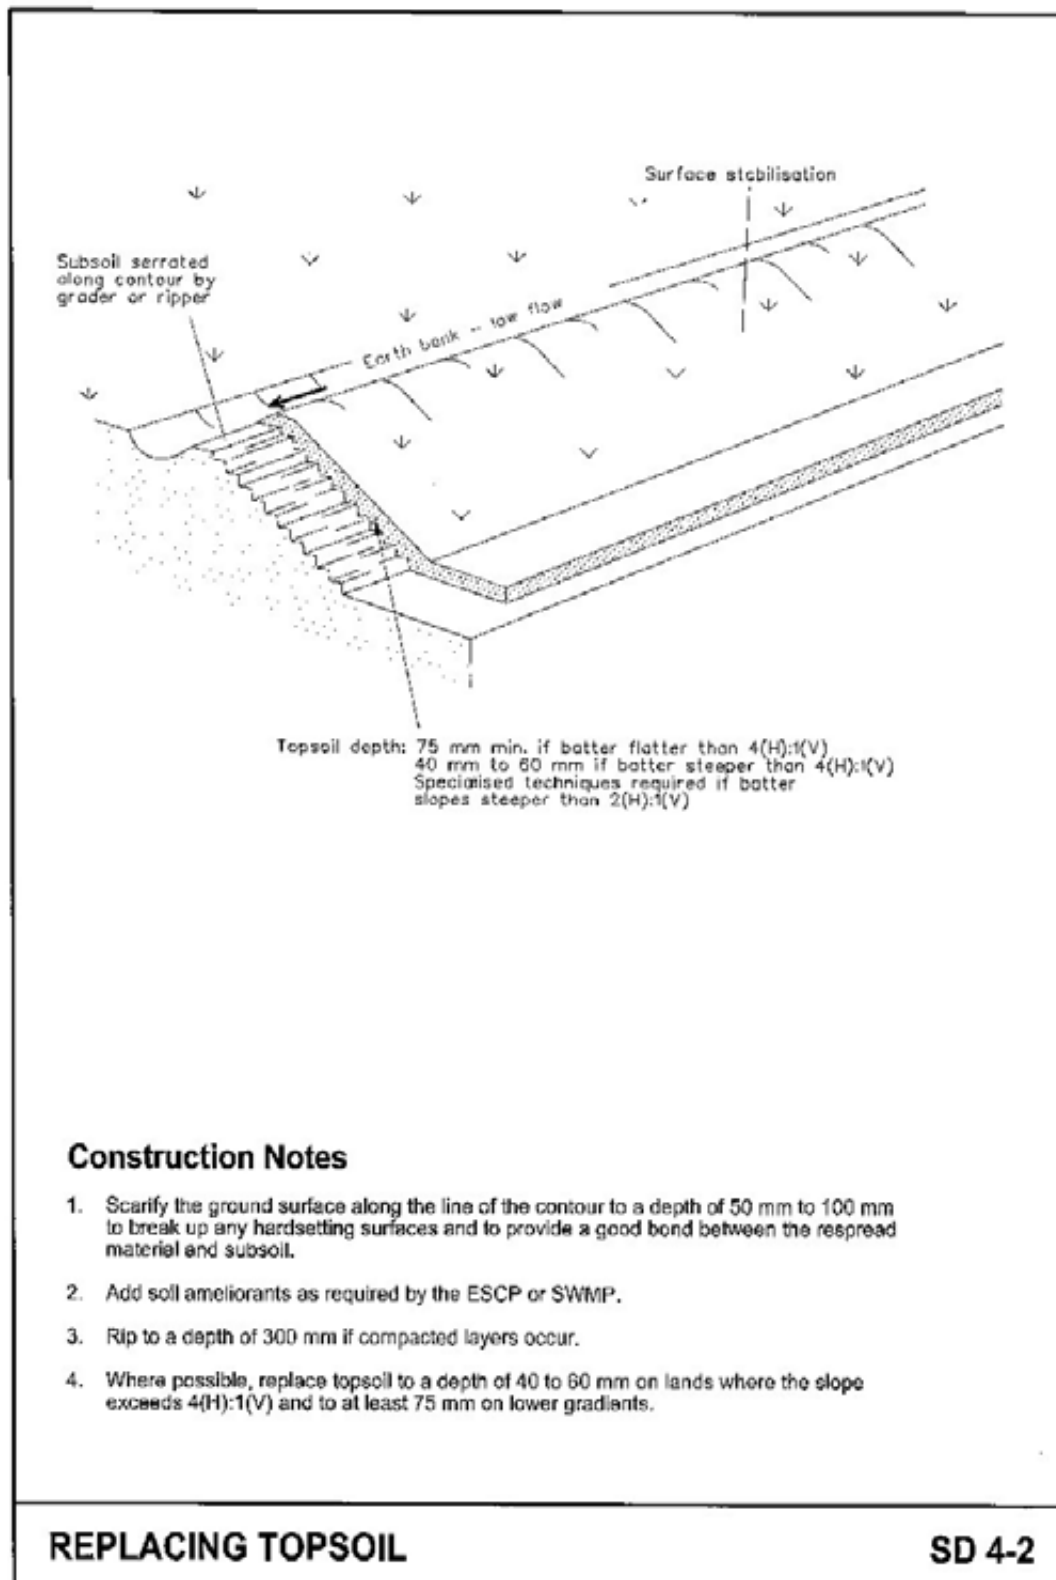 Surface stabilisation
Subsoil serrated
along contour by
grader or ripper
Earth bank - low flow
Topsoil depth: 75 mm min. if batter flatter than 4(H):1(V)
40 mm to 60 mm if batter steeper than 4(H):1(V)
Specialised techniques required if batter
slopes steeper than 2(H):1(V)
Construction Notes
1. Scarify the ground surface along the line of the contour to a depth of 50 mm to 100 mm
to break up any hardsetting surfaces and to provide a good bond between the respread
material and subsoil.
2. Add soil ameliorants as required by the ESCP or SWMP.
3. Rip to a depth of 300 mm if compacted layers occur.
4. Where possible, replace topsoil to a depth of 40 to 60 mm on lands where the slope
exceeds 4(H):1(V) and to at least 75 mm on lower gradients.
REPLACING TOPSOIL
SD 4-2